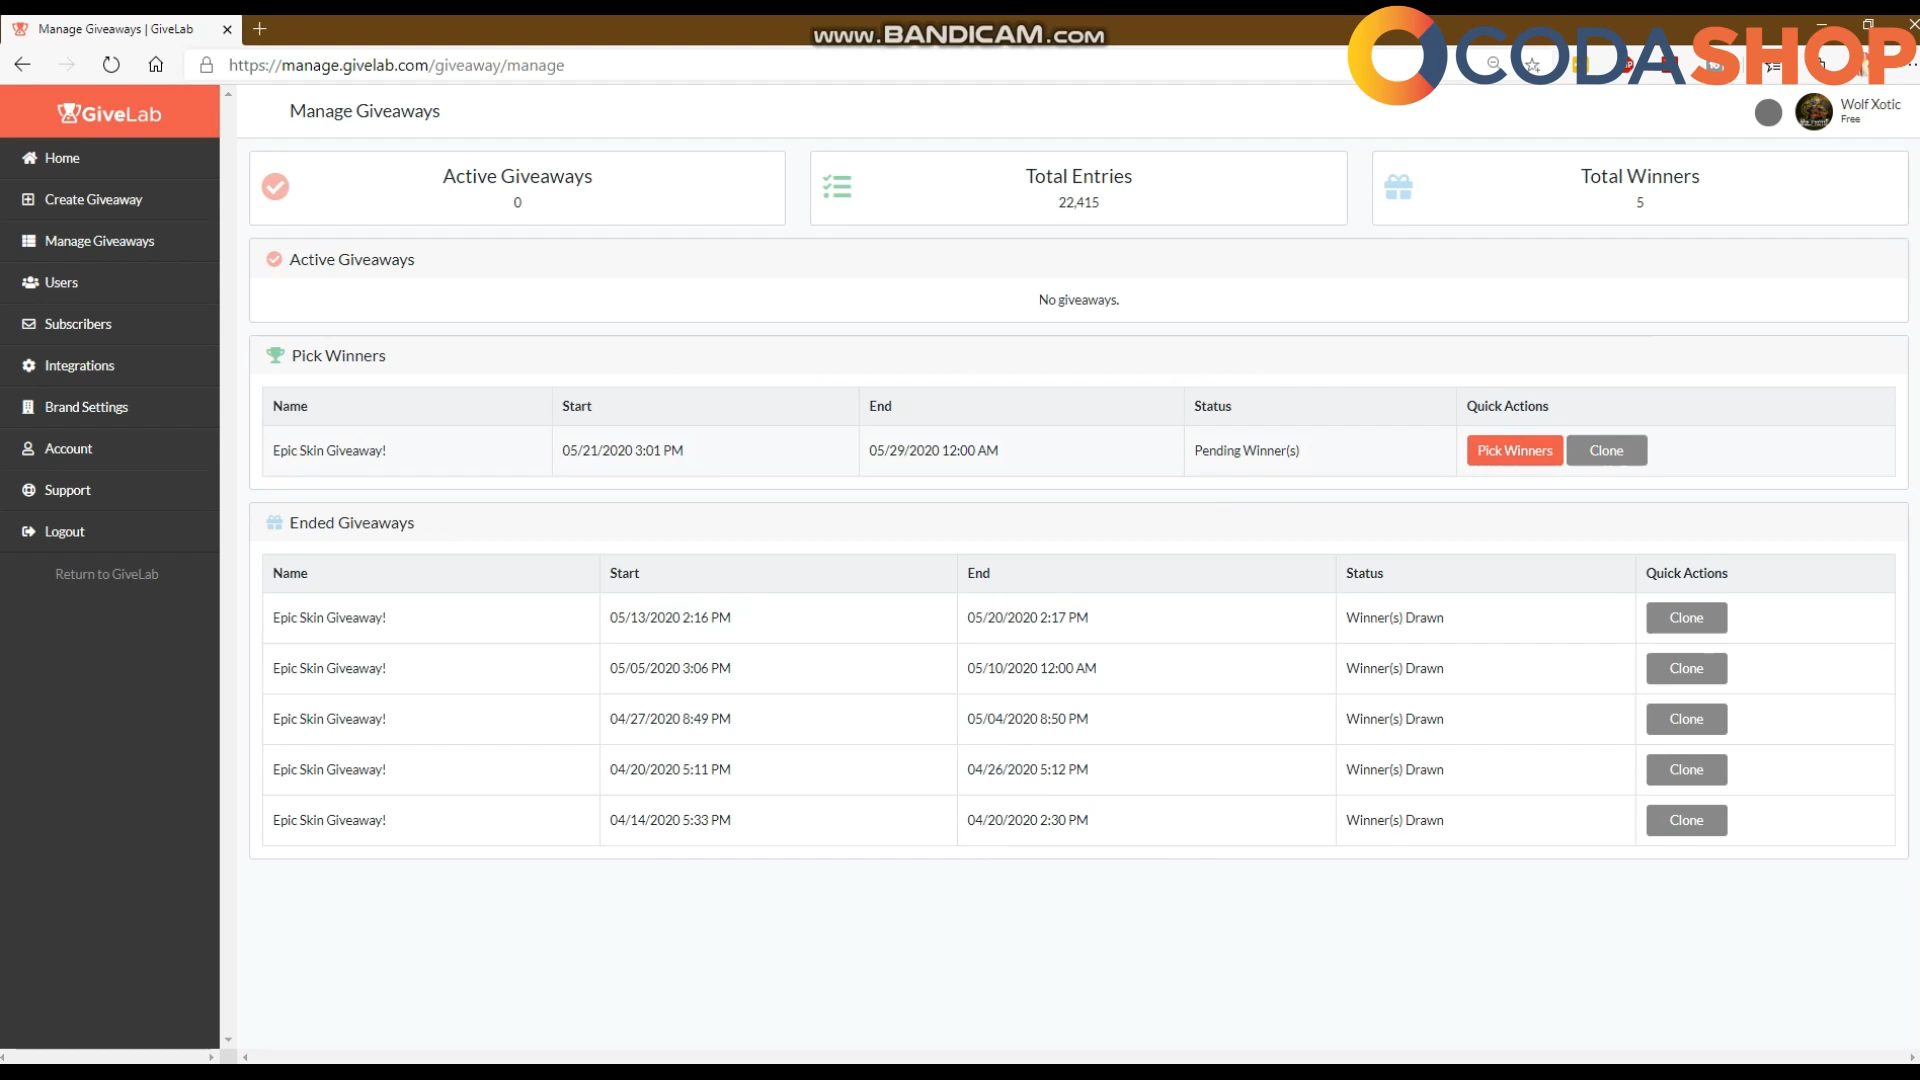 Manage Giveaways | GiveLab
www.BANDICAM.com
CODASHOP
https://manage.givelab.com/giveaway/manage
GiveLab
Manage Giveaways
Wolf Xotic
Free
Home
Create Giveaway
Manage Giveaways
Users
Subscribers
Integrations
Brand Settings
Account
Support
Logout
Return to GiveLab
Active Giveaways
0
Total Entries
22,415
Total Winners
5
Active Giveaways
No giveaways.
Pick Winners
Name Start End Status Quick Actions
Epic Skin Giveaway! 05/21/2020 3:01 PM 05/29/2020 12:00 AM Pending Winner(s) Pick Winners Clone
Ended Giveaways
Name Start End Status Quick Actions
Epic Skin Giveaway! 05/13/2020 2:16 PM 05/20/2020 2:17 PM Winner(s) Drawn Clone
Epic Skin Giveaway! 05/05/2020 3:06 PM 05/10/2020 12:00 AM Winner(s) Drawn Clone
Epic Skin Giveaway! 04/27/2020 8:49 PM 05/04/2020 8:50 PM Winner(s) Drawn Clone
Epic Skin Giveaway! 04/20/2020 5:11 PM 04/26/2020 5:12 PM Winner(s) Drawn Clone
Epic Skin Giveaway! 04/14/2020 5:33 PM 04/20/2020 2:30 PM Winner(s) Drawn Clone